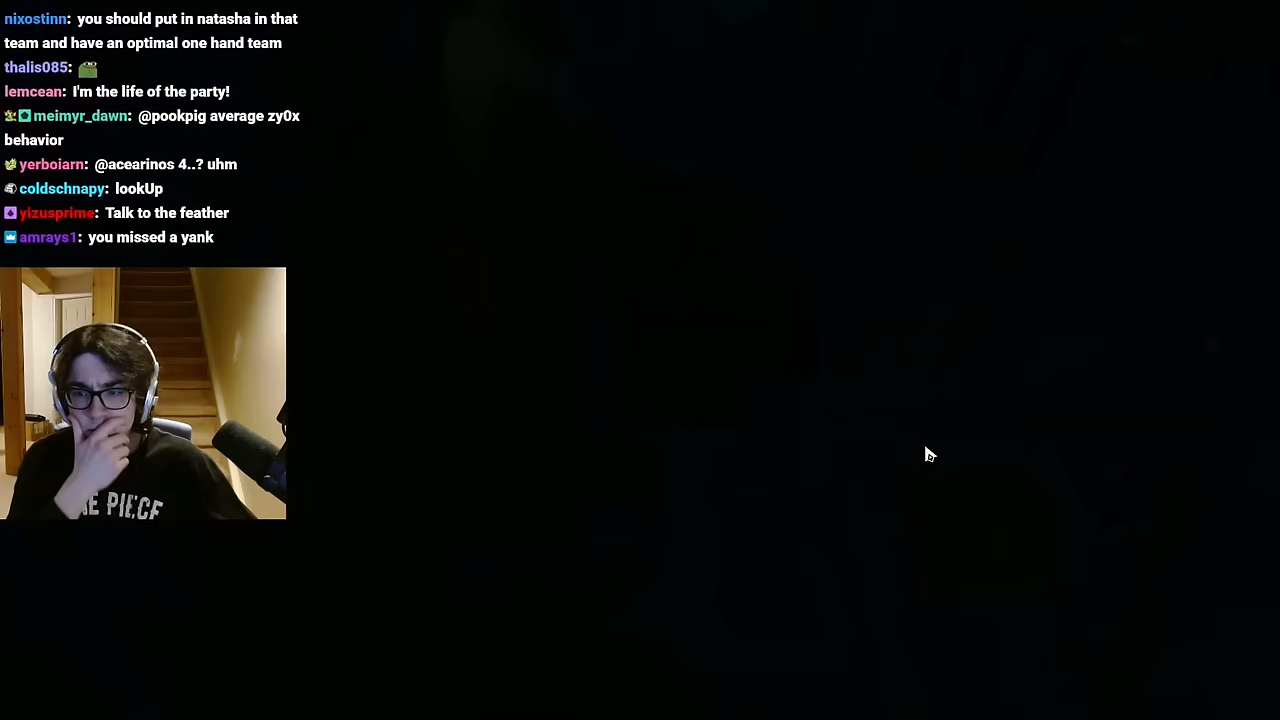 nixostinn: you should put in natasha in that
team and have an optimal one hand team
thalis085:
lemcean: I'm the life of the party!
meimyr_dawn: @pookpig average zy0x
behavior
yerboiarn: @acearinos 4..? uhm
coldschnapy: lookUp
yizusprime: Talk to the feather
amrays1: you missed a yank
PIECE